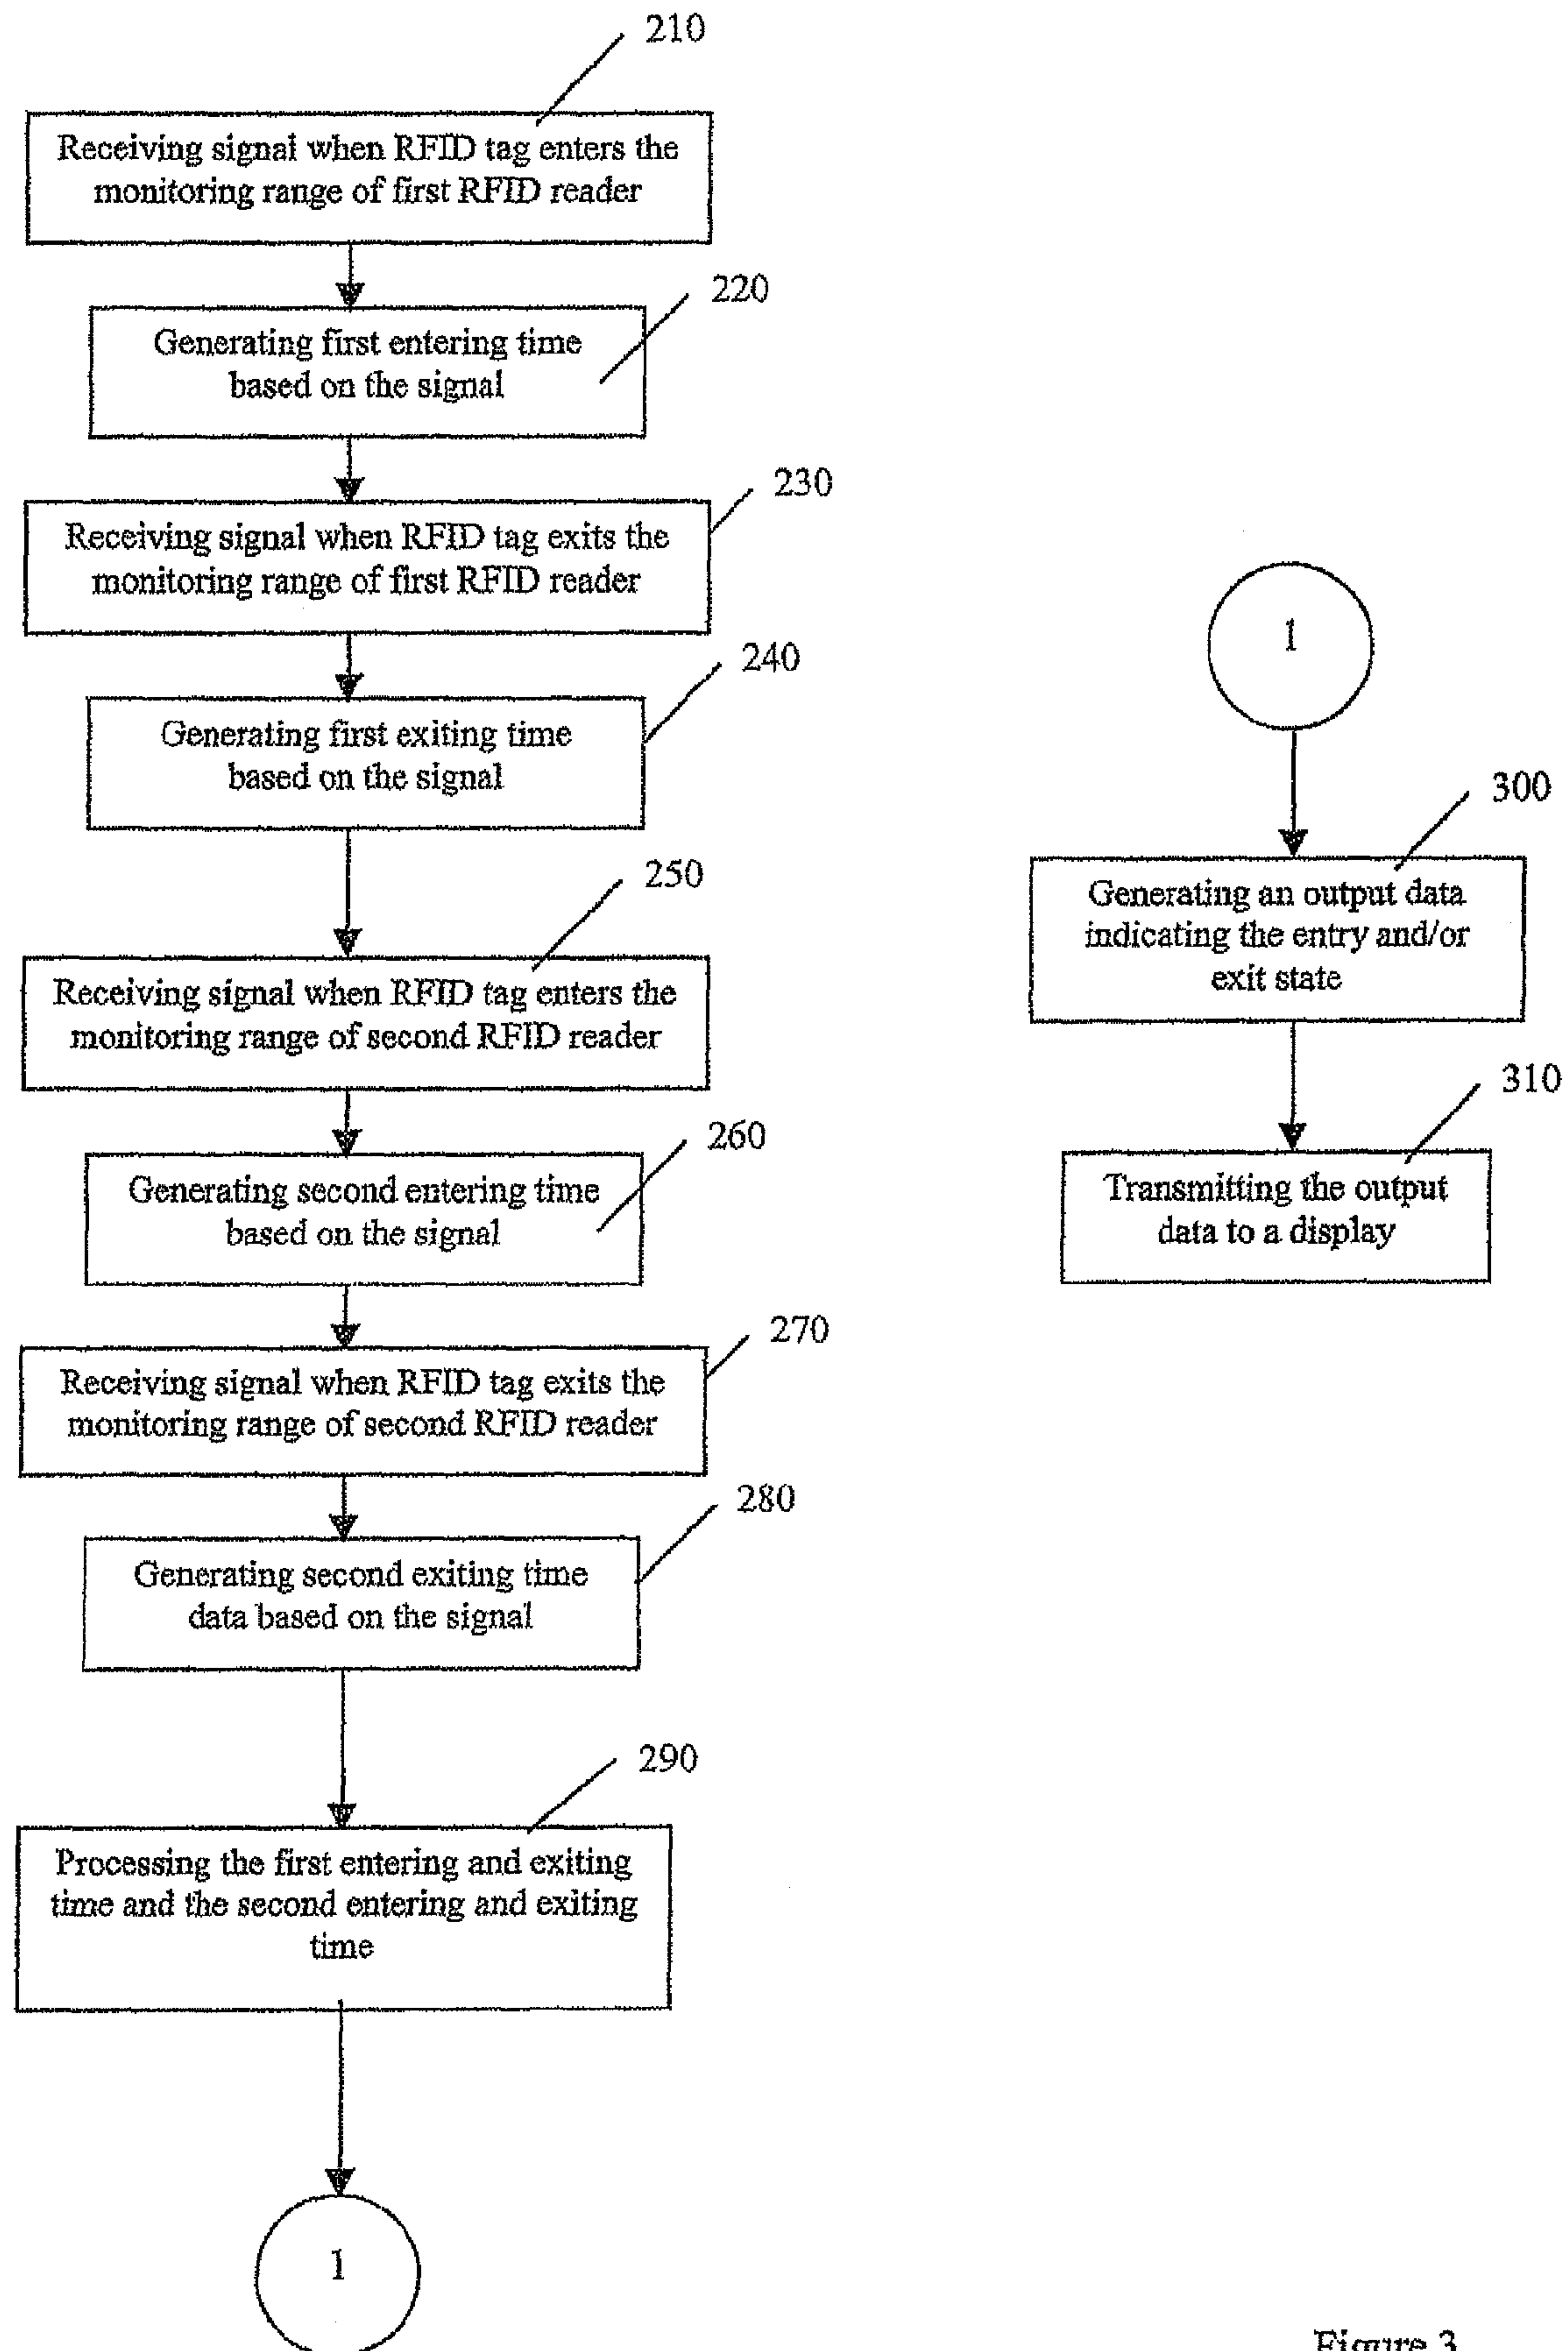 210
Receiving signal when RFID tag enters the
monitoring range of first RFID reader
220
Generating first entering time
based on the signal
230
Receiving signal when RFID tag exits the
monitoring range of first RFID reader
240
Generating first exiting time
based on the signal
250
Receiving signal when RFID tag enters the
monitoring range of second RFID reader
260
Generating second entering time
based on the signal
270
Receiving signal when RFID tag exits the
monitoring range of second RFID reader
280
Generating second exiting time
data based on the signal
290
Processing the first entering and exiting
time and the second entering and exiting
time
1
1
300
Generating an output data
indicating the entry and/or
exit state
310
Transmitting the output
data to a display
Figure 3